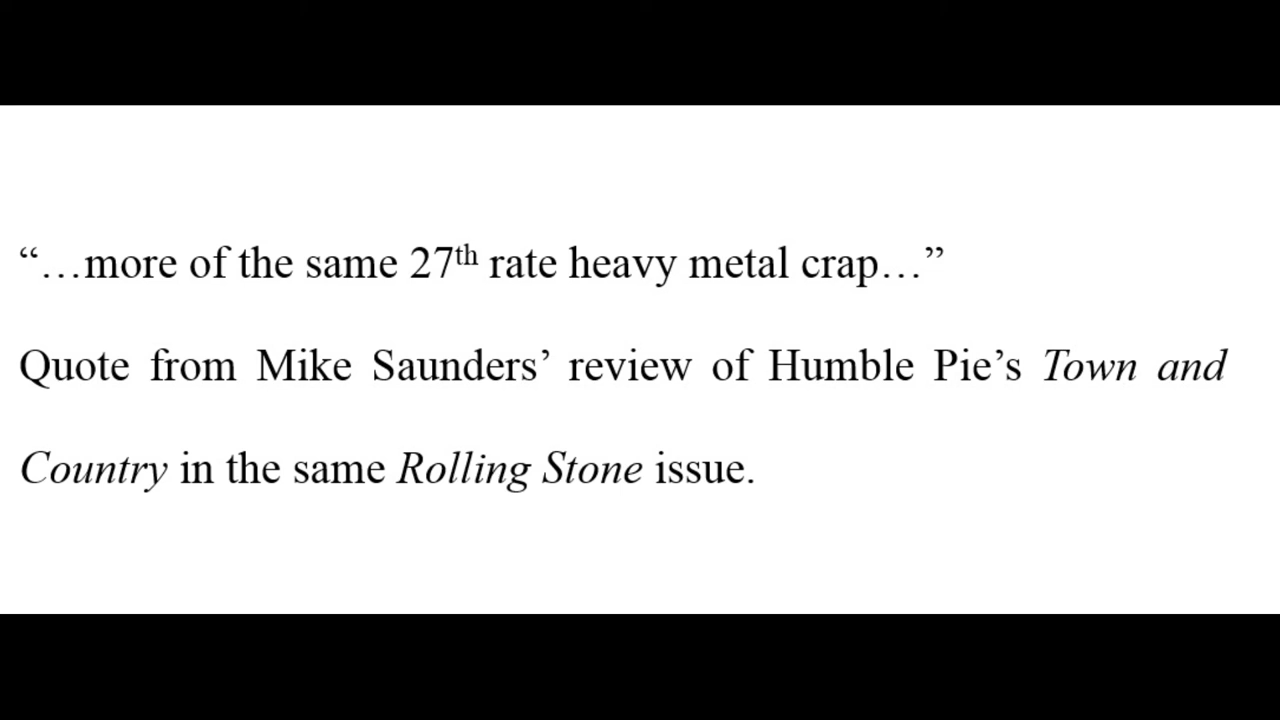 “…more of the same 27th rate heavy metal crap…”
Quote from Mike Saunders’ review of Humble Pie’s Town and
Country in the same Rolling Stone issue.